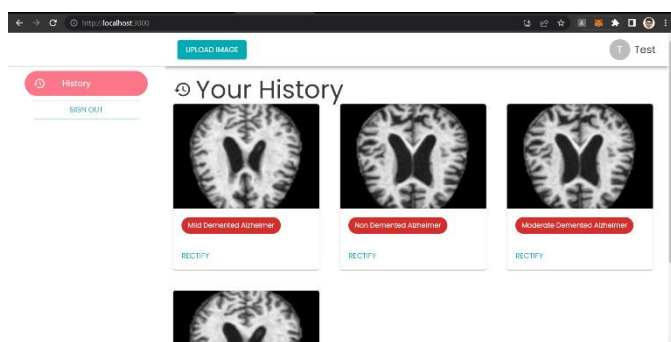 http://localhost:3000
UPLOAD IMAGE
T Test
History
SIGN OUT
Your History
Mild Demented Alzheimer
Non Demented Alzheimer
Moderate Demented Alzheimer
RECTIFY
RECTIFY
RECTIFY